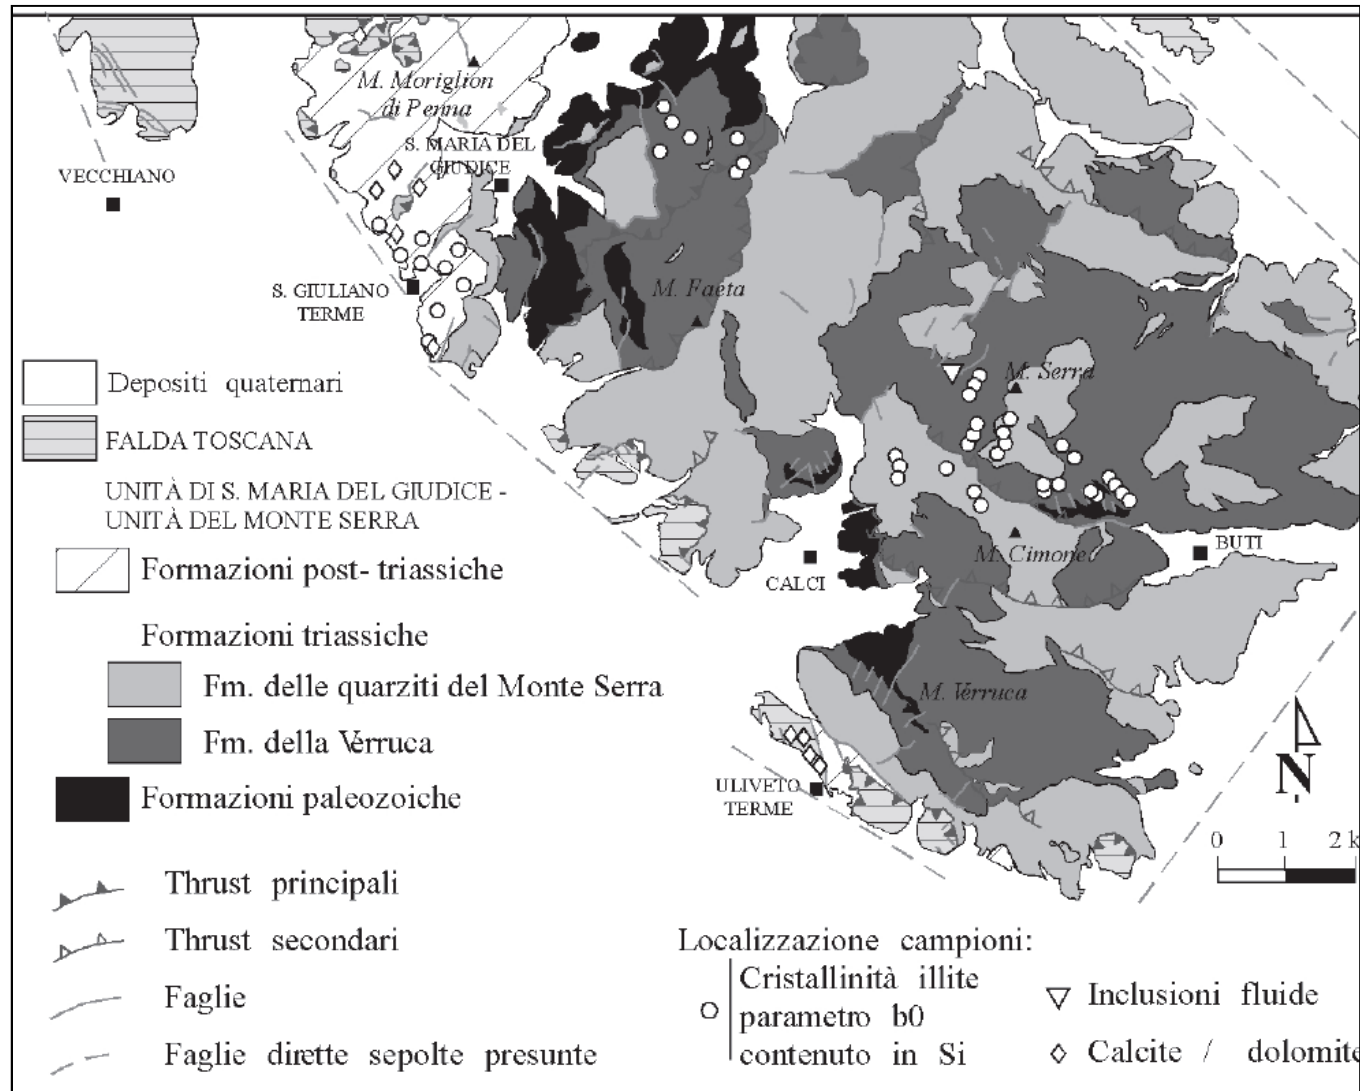 M. Moriglion
di Penna
S. MARIA DEL
GIUDICE
VECCHIANO
S. GIULIANO
TERME
M. Faeta
M. Serra
Depositi quaternari
FALDA TOSCANA
UNITÀ DI S. MARIA DEL GIUDICE -
UNITÀ DEL MONTE SERRA
Formazioni post- triassiche
M. Cimone
BUTI
CALCI
Formazioni triassiche
Fm. delle quarziti del Monte Serra
M. Verruca
Fm. della Verruca
ULIVETO
TERME
Formazioni paleozoiche
N
0 1 2 k
Thrust principali
Thrust secondari
Faglie
Faglie dirette sepolte presunte
Localizzazione campioni:
Cristallinità illite
parametro b0
contenuto in Si
Inclusioni fluide
Calcite / dolomite